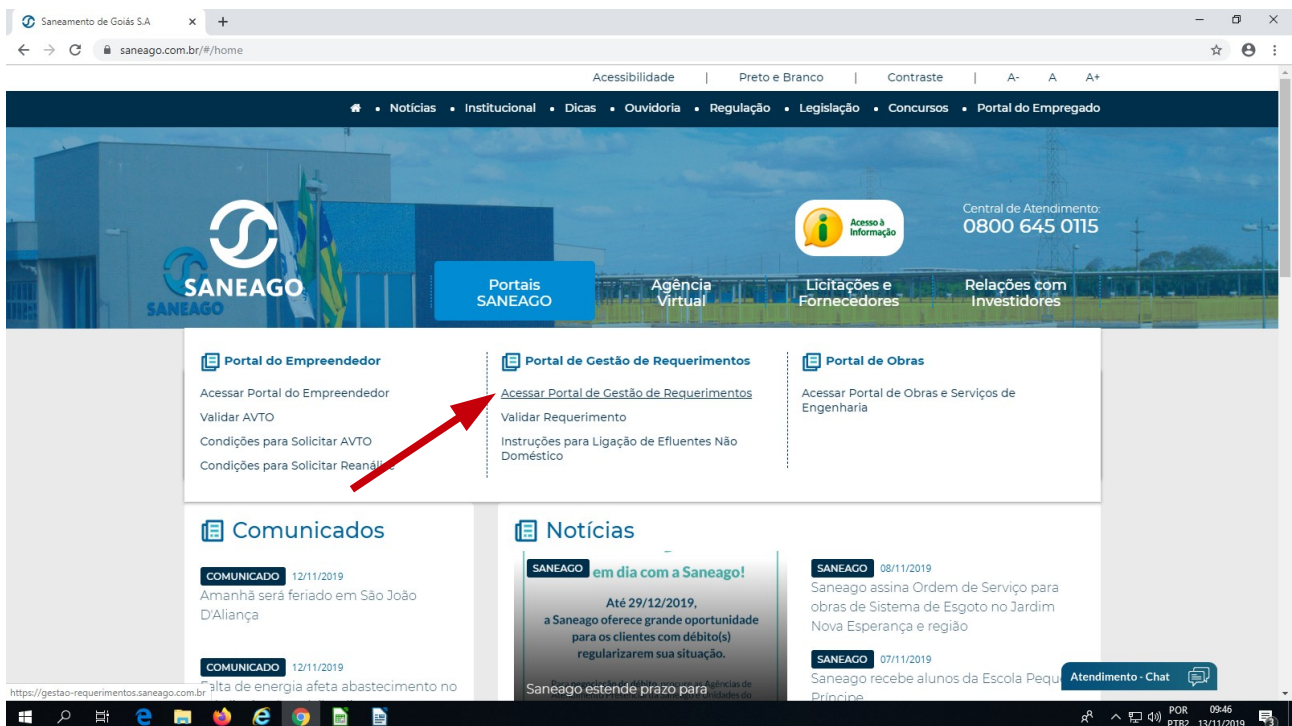 Saneamento de Goiás S.A
saneago.com.br/#/home
Acessibilidade | Preto e Branco | Contraste | A- A A+
Notícias • Institucional • Dicas • Ouvidoria • Regulação • Legislação • Concursos • Portal do Empregado
SANEAGO
SANEAGO
Acesso à
Informação
Central de Atendimento:
0800 645 0115
Portais
SANEAGO
Agência
Virtual
Licitações e
Fornecedores
Relações com
Investidores
Portal do Empreendedor
Acessar Portal do Empreendedor
Validar AVTO
Condições para Solicitar AVTO
Condições para Solicitar Reanálise
Portal de Gestão de Requerimentos
Acessar Portal de Gestão de Requerimentos
Validar Requerimento
Instruções para Ligação de Efluentes Não
Doméstico
Portal de Obras
Acessar Portal de Obras e Serviços de
Engenharia
Comunicados
COMUNICADO 12/11/2019
Amanhã será feriado em São João
D'Aliança
COMUNICADO 12/11/2019
Falta de energia afeta abastecimento no
Notícias
SANEAGO
em dia com a Saneago!
Até 29/12/2019,
a Saneago oferece grande oportunidade
para os clientes com débito(s)
regularizarem sua situação.
Saneago estende prazo para
SANEAGO 08/11/2019
Saneago assina Ordem de Serviço para
obras de Sistema de Esgoto no Jardim
Nova Esperança e região
SANEAGO 07/11/2019
Saneago recebe alunos da Escola Pequ
Príncipe
Atendimento - Chat
https://gestao-requerimentos.saneago.com.br
POR
PTB2
09:46
13/11/2019
3